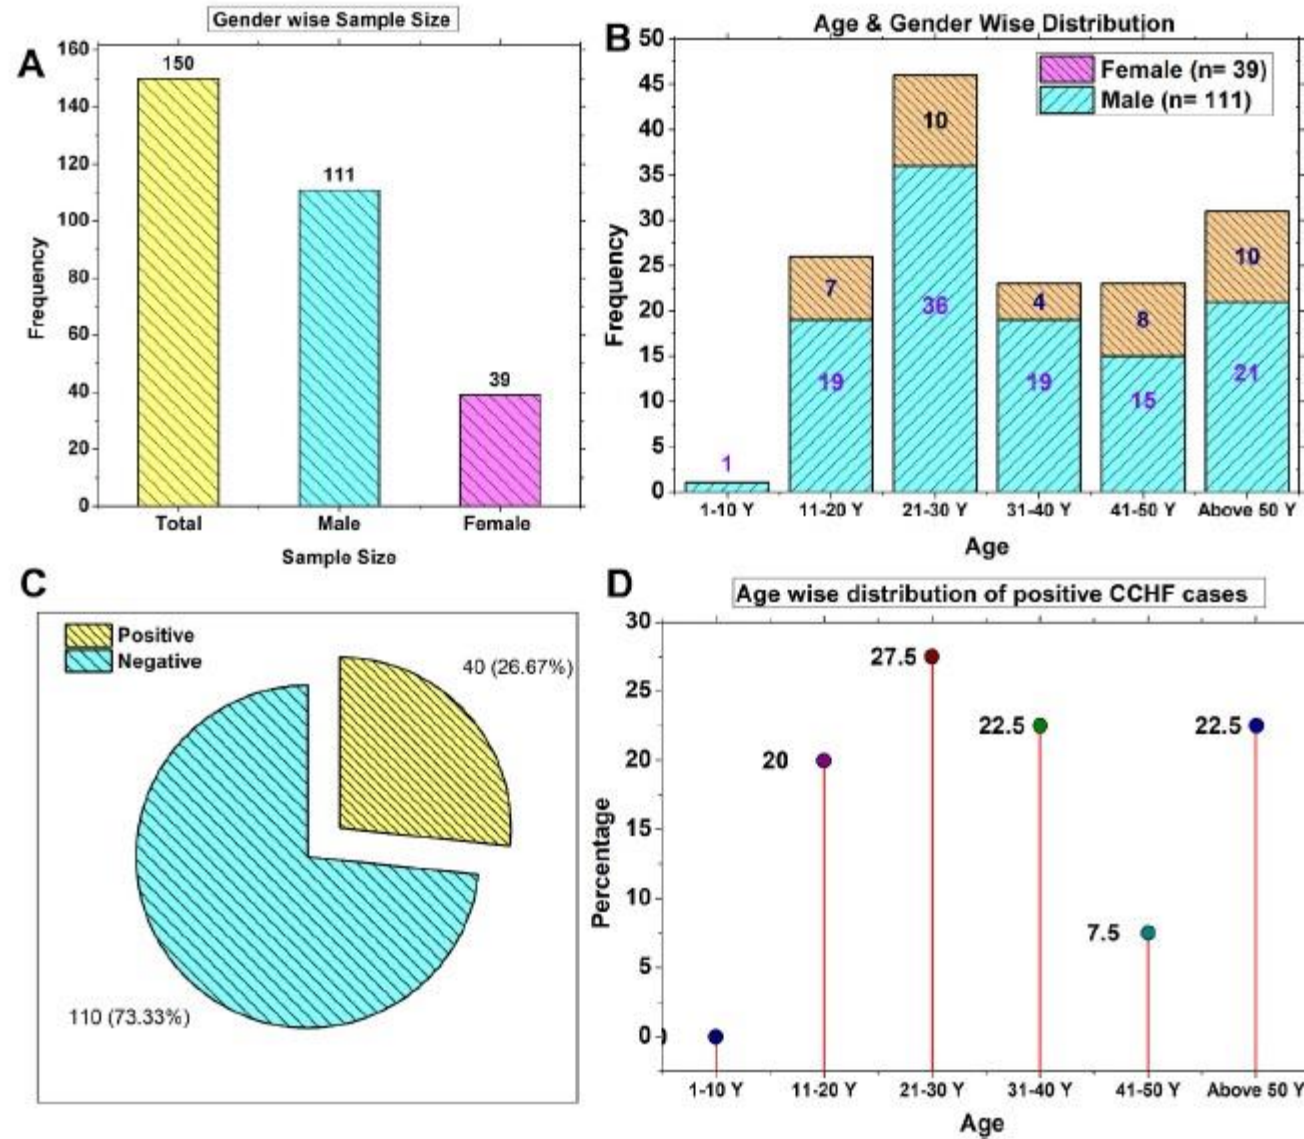 Gender wise Sample Size
A
160
140
120
100
80
60
40
20
0
Frequency
150
111
39
Total Male Female
Sample Size
B
Age & Gender Wise Distribution
Female (n= 39)
Male (n= 111)
50
45
40
35
30
25
20
15
10
5
0
Frequency
10
7 4 8 10
1 19 36 19 15 21
1-10 Y 11-20 Y 21-30 Y 31-40 Y 41-50 Y Above 50 Y
Age
C
Positive
Negative
40 (26.67%)
110 (73.33%)
D
Age wise distribution of positive CCHF cases
30
25
20
15
10
5
0
Percentage
27.5
22.5 22.5
20
7.5
1-10 Y 11-20 Y 21-30 Y 31-40 Y 41-50 Y Above 50 Y
Age